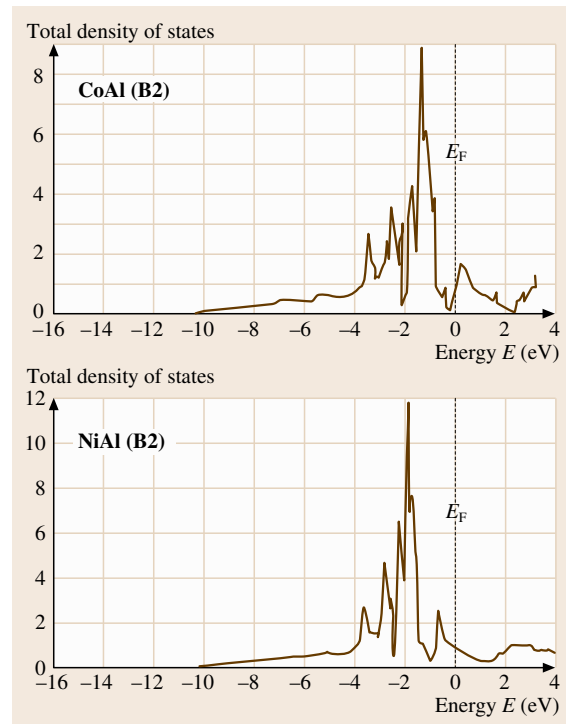 Total density of states
8
CoAl (B2)
6
E_F
4
2
0
−16 −14 −12 −10 −8 −6 −4 −2 0 2 4
Energy E (eV)
Total density of states
12
NiAl (B2)
10
8
E_F
6
4
2
0
−16 −14 −12 −10 −8 −6 −4 −2 0 2 4
Energy E (eV)